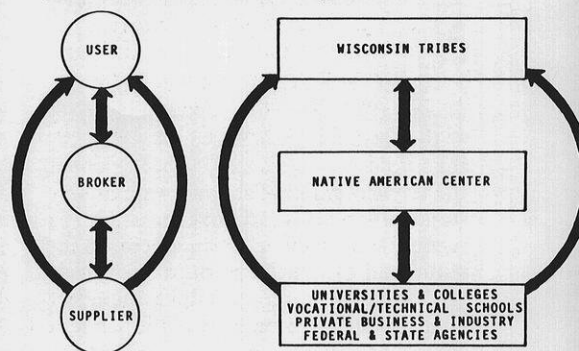 USER
BROKER
SUPPLIER
WISCONSIN TRIBES
NATIVE AMERICAN CENTER
UNIVERSITIES & COLLEGES
VOCATIONAL/TECHNICAL SCHOOLS
PRIVATE BUSINESS & INDUSTRY
FEDERAL & STATE AGENCIES